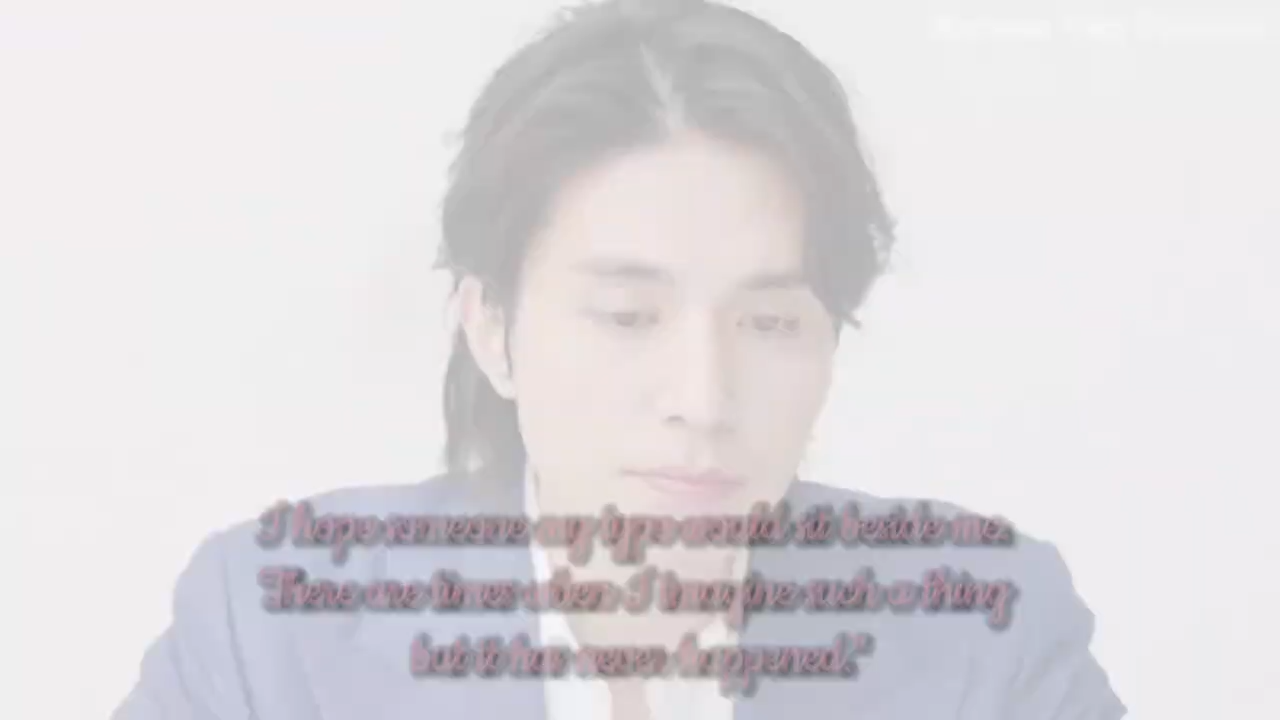 I hope someone my type would sit beside me.
There are times when I imagine such a thing
but it has never happened."